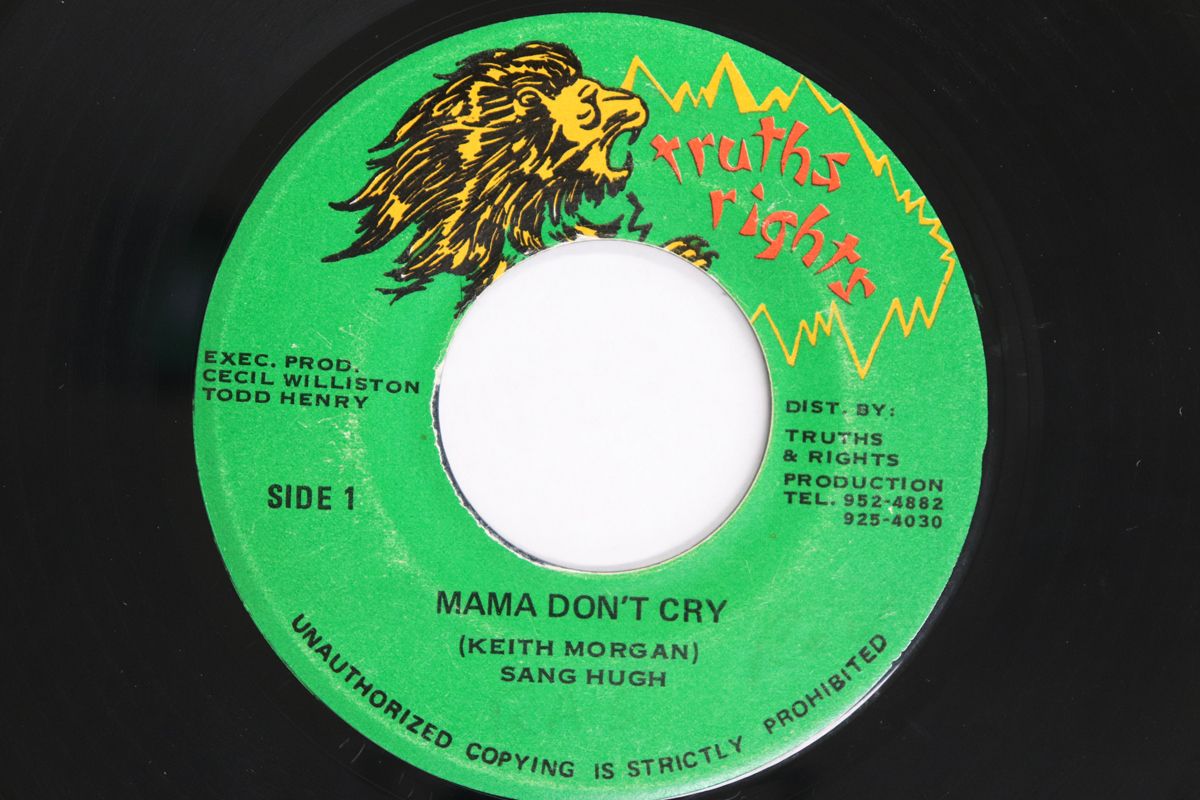 truths
rights
EXEC. PROD.
CECIL WILLISTON
TODD HENRY
SIDE 1
DIST. BY:
TRUTHS
& RIGHTS
PRODUCTION
TEL. 952-4882
925-4030
MAMA DON'T CRY
(KEITH MORGAN)
SANG HUGH
UNAUTHORIZED COPYING IS STRICTLY PROHIBITED